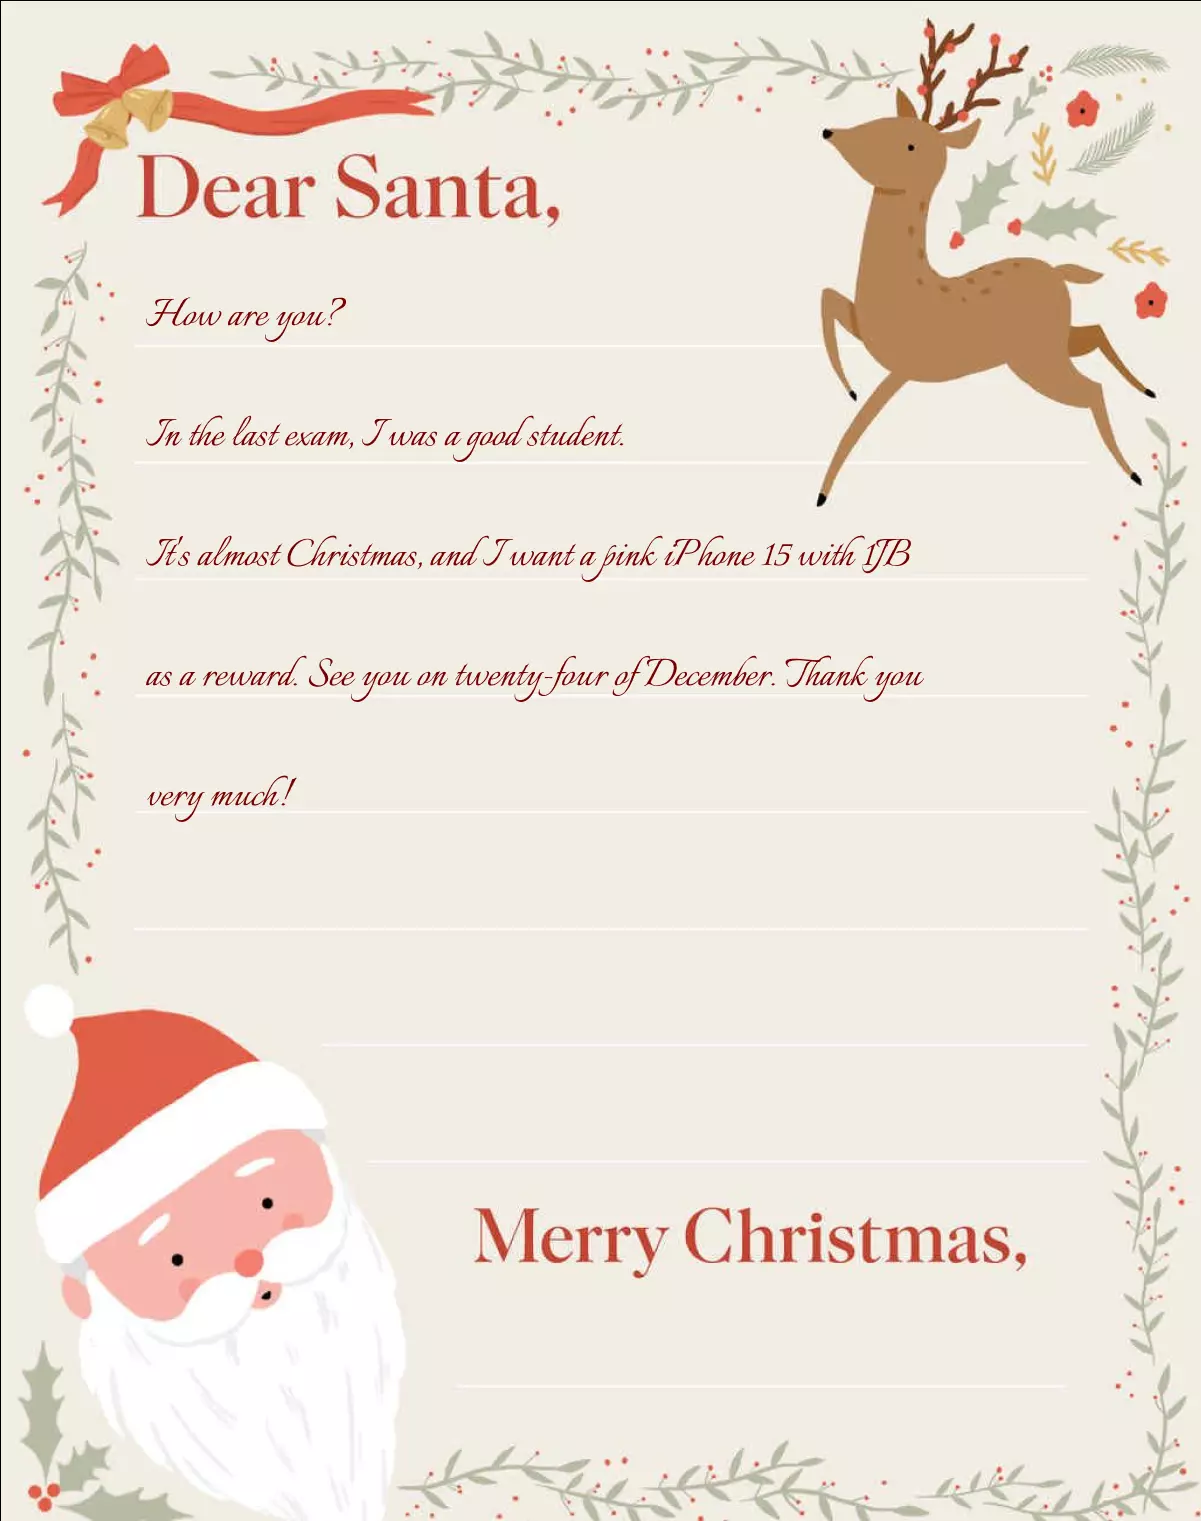 Dear Santa,
How are you?
In the last exam, I was a good student.
It's almost Christmas, and I want a pink iPhone 15 with 1TB
as a reward. See you on twenty-four of December. Thank you
very much!
Merry Christmas,